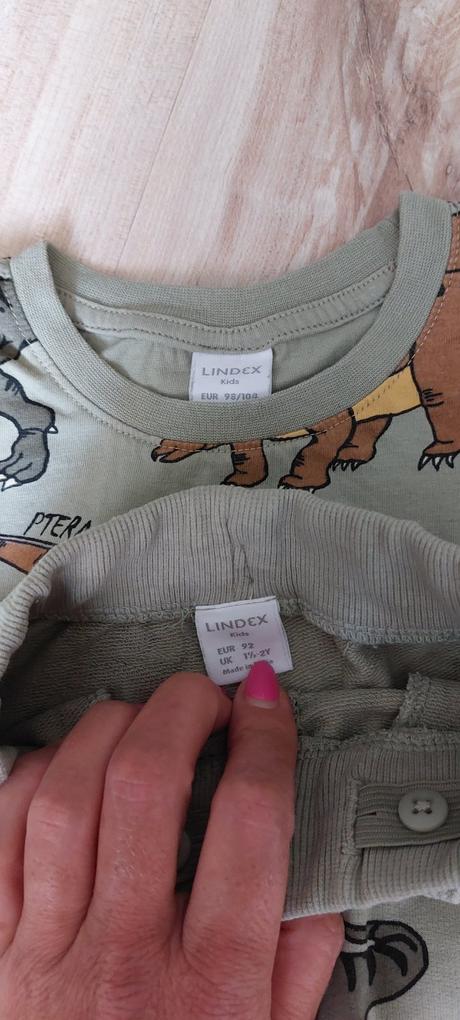 LINDEX
Kids
EUR 98/104
PTERA
LINDEX
Kids
EUR 92
UK 1½-2Y
Made in